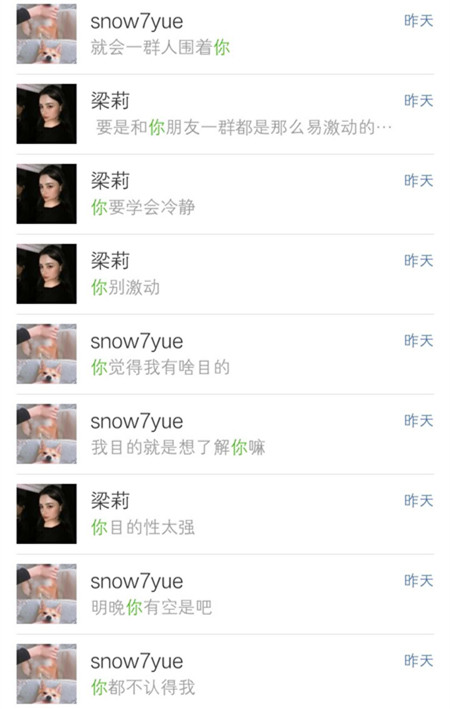 snow7yue 昨天
就会一群人围着你
梁莉 昨天
要是和你朋友一群都是那么易激动的…
梁莉 昨天
你要学会冷静
梁莉 昨天
你别激动
snow7yue 昨天
你觉得我有啥目的
snow7yue 昨天
我目的就是想了解你嘛
梁莉 昨天
你目的性太强
snow7yue 昨天
明晚你有空是吧
snow7yue 昨天
你都不认得我